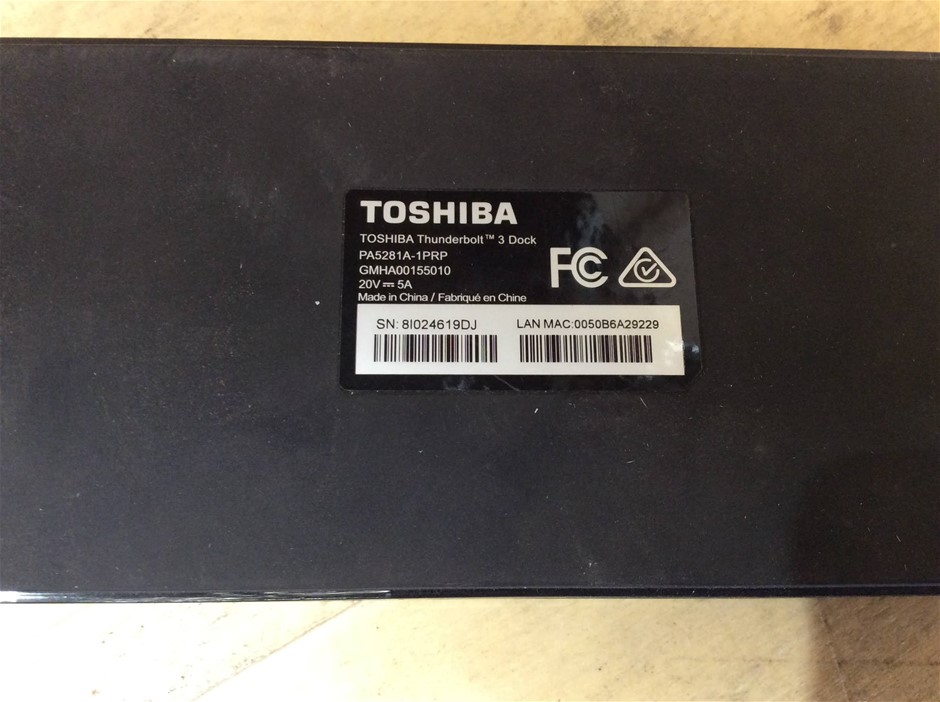 TOSHIBA
TOSHIBA Thunderbolt™ 3 Dock
PA5281A-1PRP
GMHA00155010
20V ⎓ 5A
Made in China / Fabriqué en Chine
FC
SN: 8I024619DJ
LAN MAC:0050B6A29229